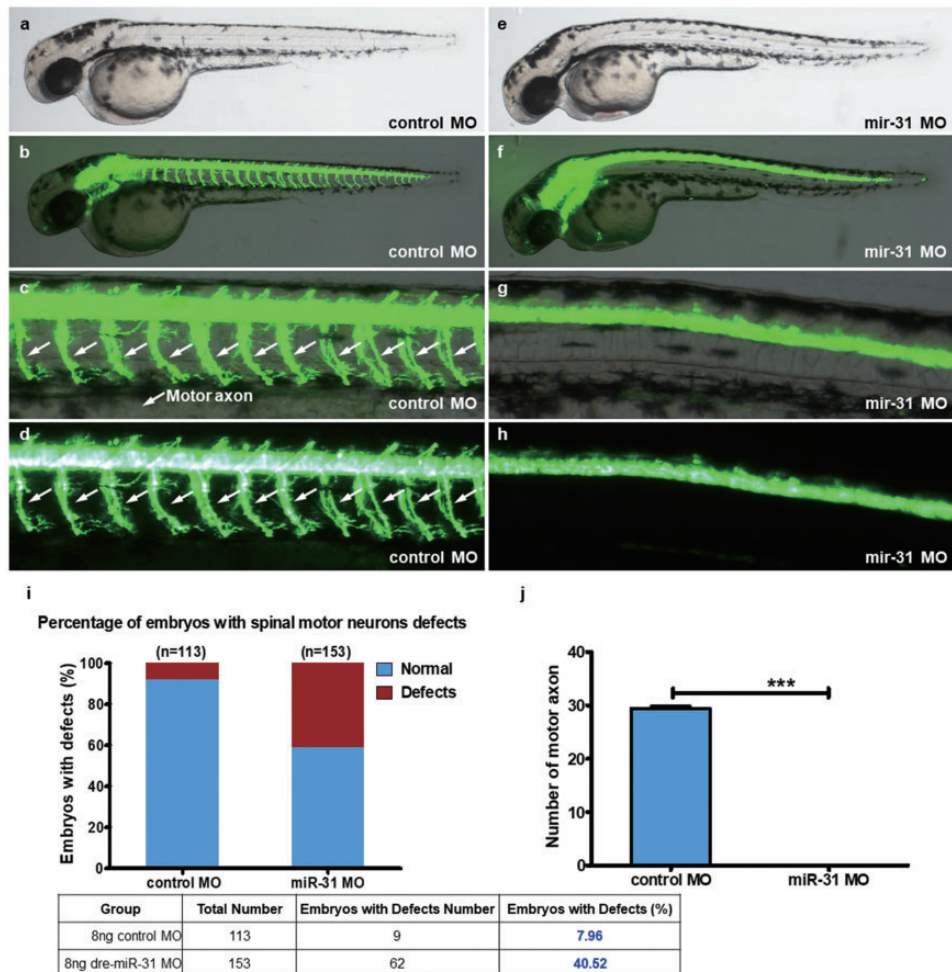 a
control MO
e
mir-31 MO
b
control MO
f
mir-31 MO
c
Motor axon
control MO
g
mir-31 MO
d
control MO
h
mir-31 MO
i
Percentage of embryos with spinal motor neurons defects
(n=113)
(n=153)
Normal
Defects
Embryos with defects (%)
100
80
60
40
20
0
control MO
miR-31 MO
j
Number of motor axon
40
30
20
10
0
***
control MO
miR-31 MO
Group Total Number Embryos with Defects Number Embryos with Defects (%)
8ng control MO 113 9 7.96
8ng dre-miR-31 MO 153 62 40.52